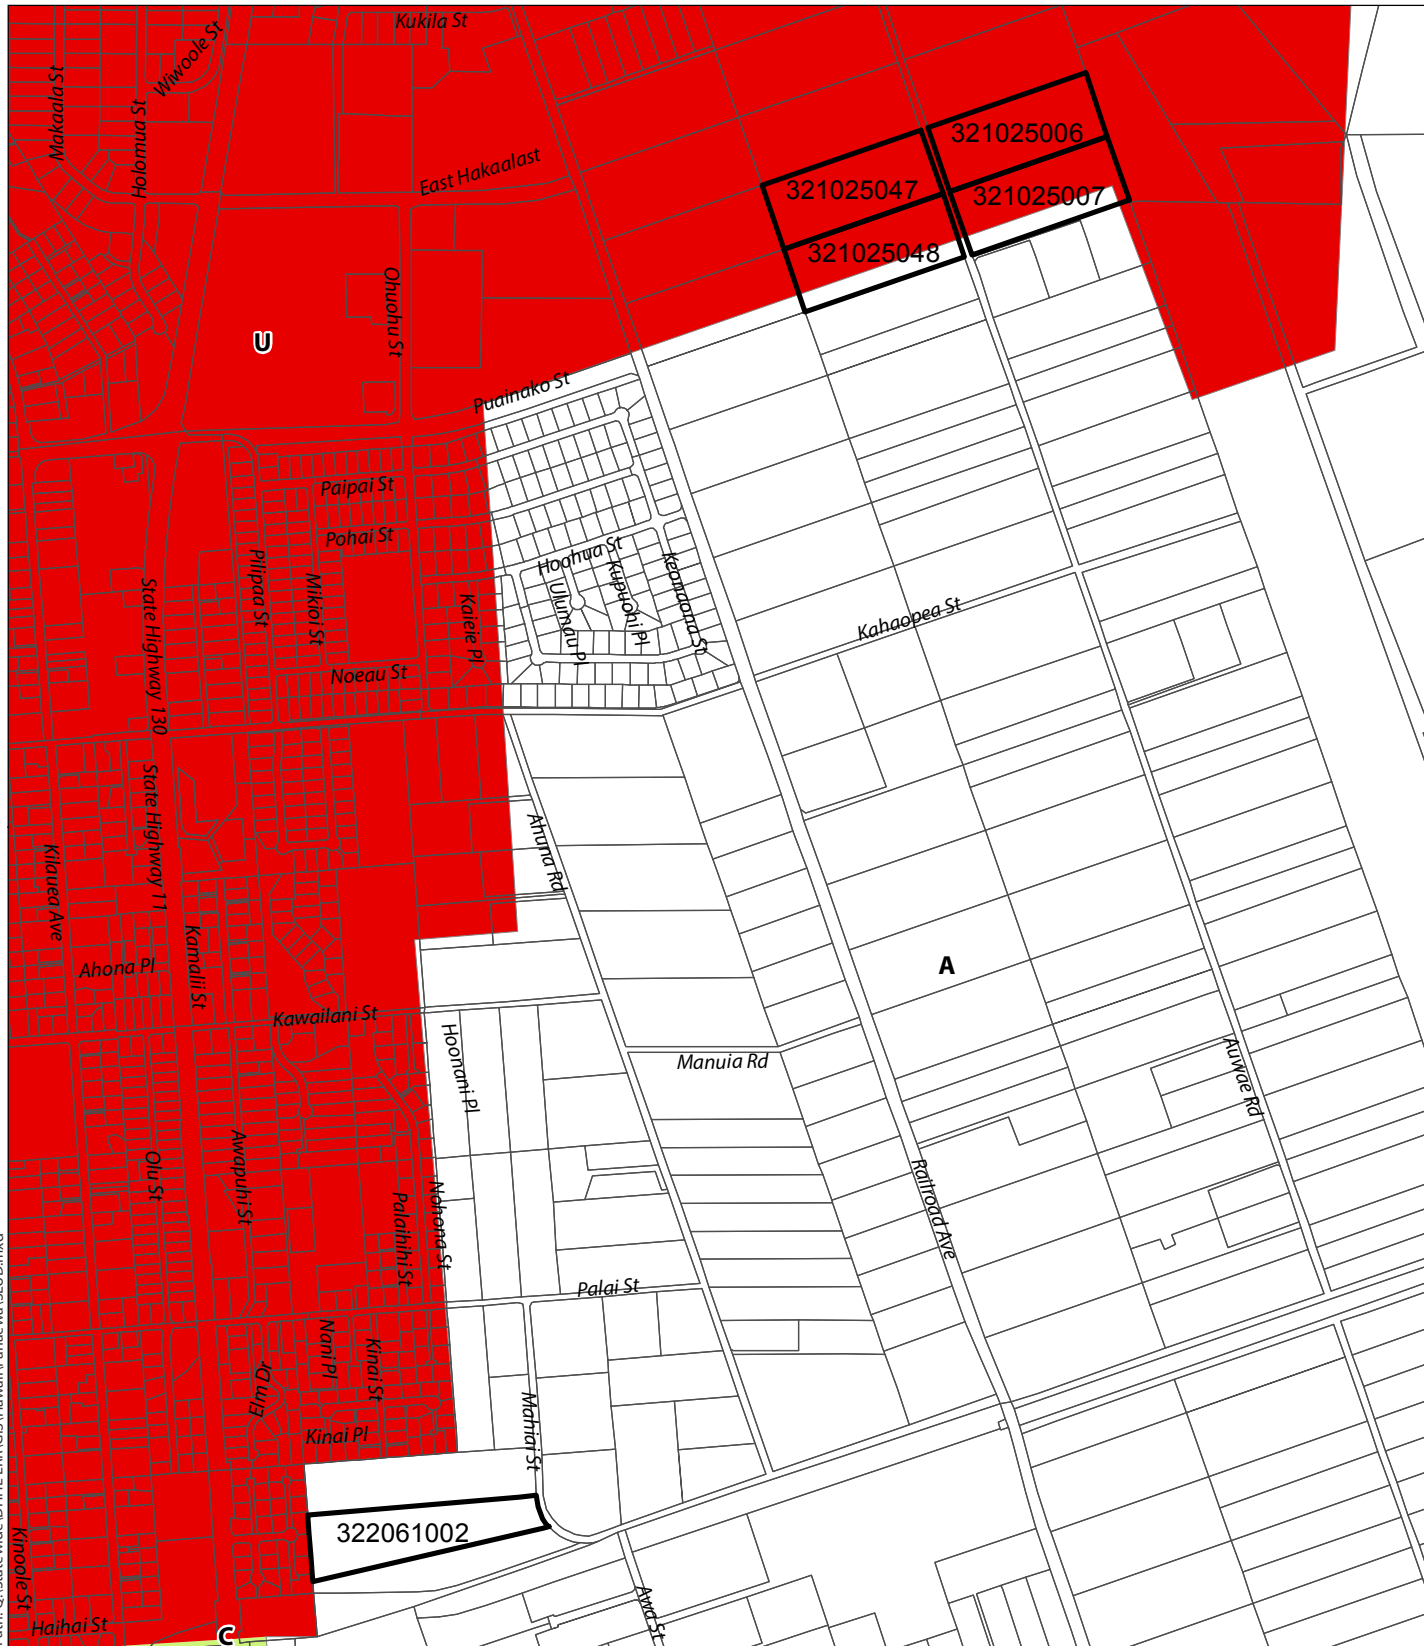 Kukila St
Wiwoole St
Makaala St
Holomua St
East Hakaalast
321025006
321025047
321025007
321025048
Ohuohu St
U
Puainako St
Paipai St
Pohai St
Hoohua St
Pilipaa St
Mikioi St
Kaieie Pl
Ulumau Pl
Kupuohi Pl
Keonaona St
Kahaopea St
State Highway 130
Noeau St
State Highway 11
Kilauea Ave
Ahuna Rd
Kamalii St
Ahona Pl
A
Kawailani St
Hoonani Pl
Manuia Rd
Auwae Rd
Olu St
Awapuhi St
Palaihihi St
Nohona St
Railroad Ave
Palai St
Nani Pl
Kinai St
Elm Dr
Mahiai St
Kinai Pl
322061002
Kinoole St
Awa St
Haihai St
C